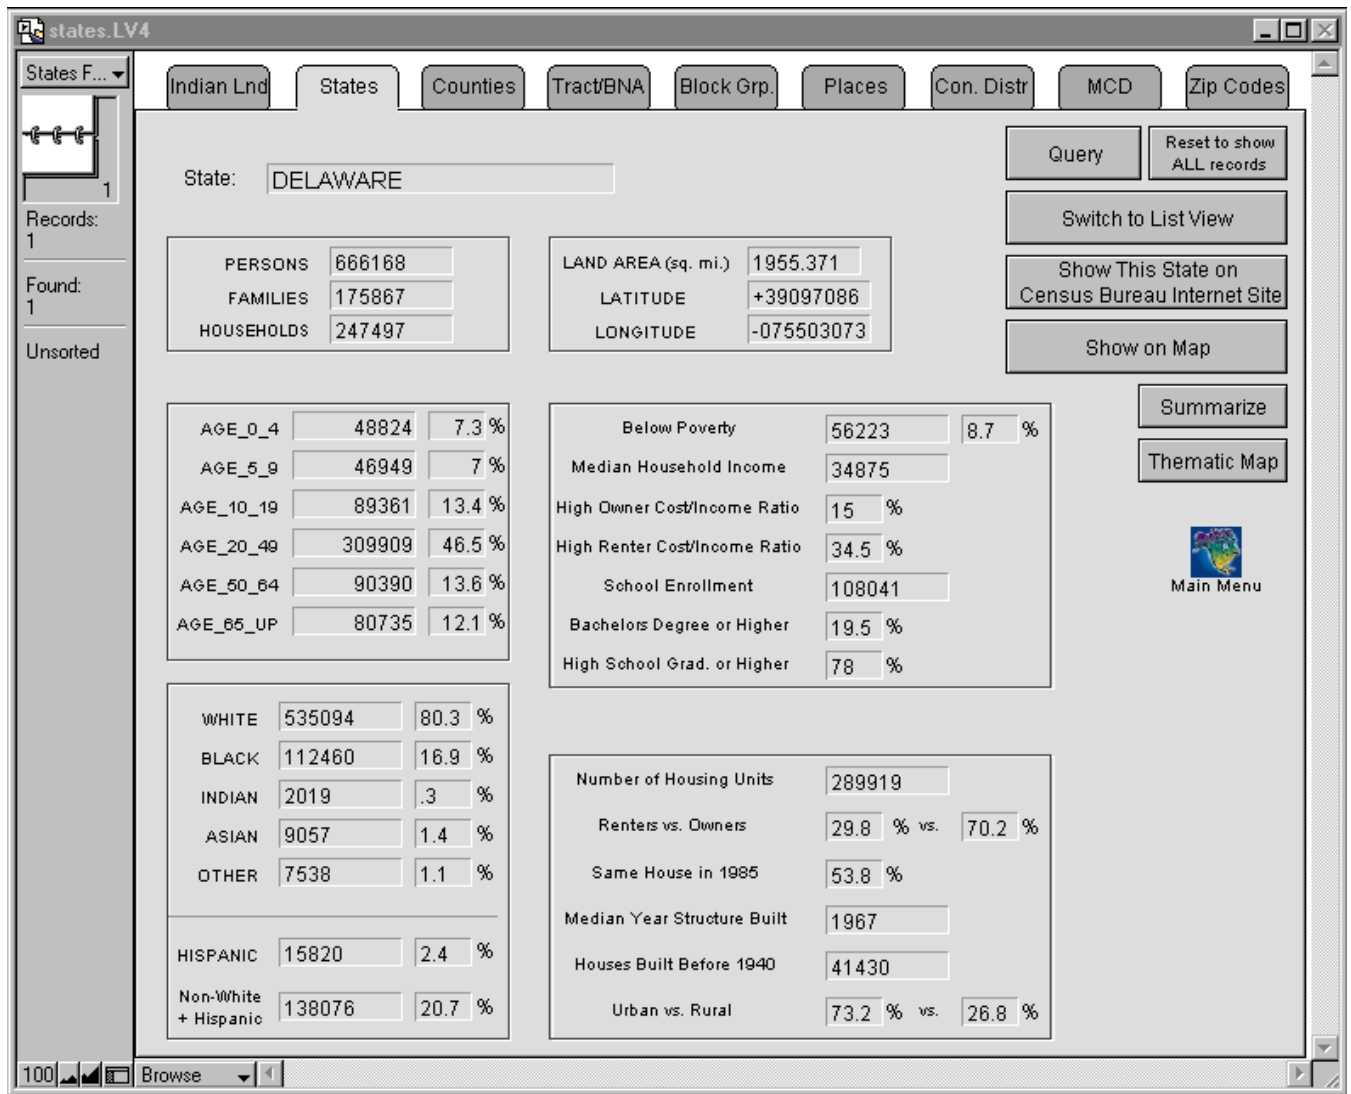 states.LV4
States F...
1
Records:
1
Found:
1
Unsorted
Indian Lnd States Counties Tract/BNA Block Grp. Places Con. Distr MCD Zip Codes
State: DELAWARE
Query
Reset to show
ALL records
Switch to List View
Show This State on
Census Bureau Internet Site
Show on Map
Summarize
Thematic Map
Main Menu
PERSONS 666168
FAMILIES 175867
HOUSEHOLDS 247497
LAND AREA (sq. mi.) 1955.371
LATITUDE +39097086
LONGITUDE -075503073
AGE_0_4 48824 7.3 %
AGE_5_9 46949 7 %
AGE_10_19 89361 13.4 %
AGE_20_49 309909 46.5 %
AGE_50_64 90390 13.6 %
AGE_65_UP 80735 12.1 %
Below Poverty 56223 8.7 %
Median Household Income 34875
High Owner Cost/Income Ratio 15 %
High Renter Cost/Income Ratio 34.5 %
School Enrollment 108041
Bachelors Degree or Higher 19.5 %
High School Grad. or Higher 78 %
WHITE 535094 80.3 %
BLACK 112460 16.9 %
INDIAN 2019 .3 %
ASIAN 9057 1.4 %
OTHER 7538 1.1 %
HISPANIC 15820 2.4 %
Non-White
+ Hispanic 138076 20.7 %
Number of Housing Units 289919
Renters vs. Owners 29.8 % vs. 70.2 %
Same House in 1985 53.8 %
Median Year Structure Built 1967
Houses Built Before 1940 41430
Urban vs. Rural 73.2 % vs. 26.8 %
100 Browse